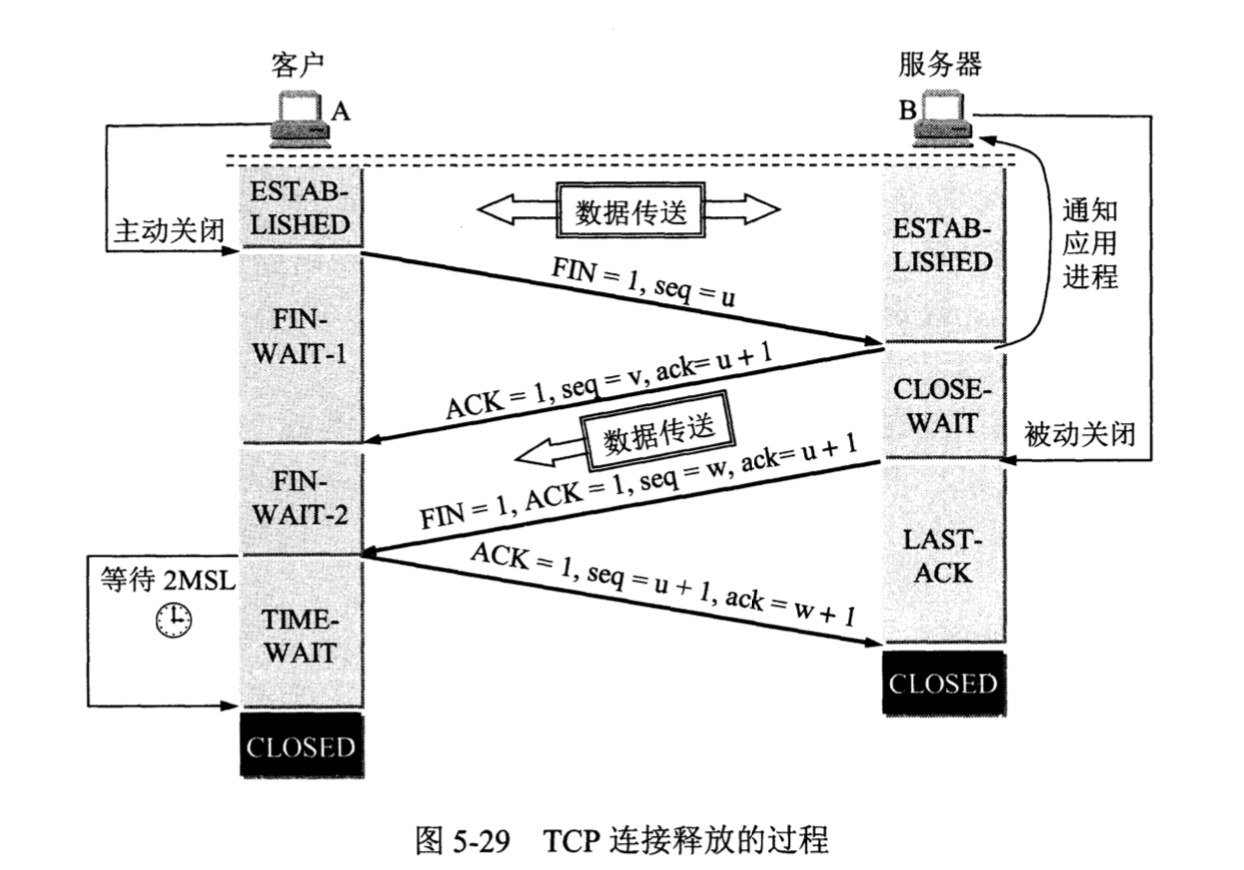 客户
服务器
A
B
ESTAB-
LISHED
数据传送
ESTAB-
LISHED
通知
应用
进程
主动关闭
FIN = 1, seq = u
FIN-
WAIT-1
ACK = 1, seq = v, ack= u + 1
CLOSE-
WAIT
数据传送
被动关闭
FIN-
WAIT-2
FIN = 1, ACK = 1, seq = w, ack= u + 1
LAST-
ACK
等待 2MSL
ACK = 1, seq = u + 1, ack = w + 1
TIME-
WAIT
CLOSED
CLOSED
图 5-29 TCP 连接释放的过程